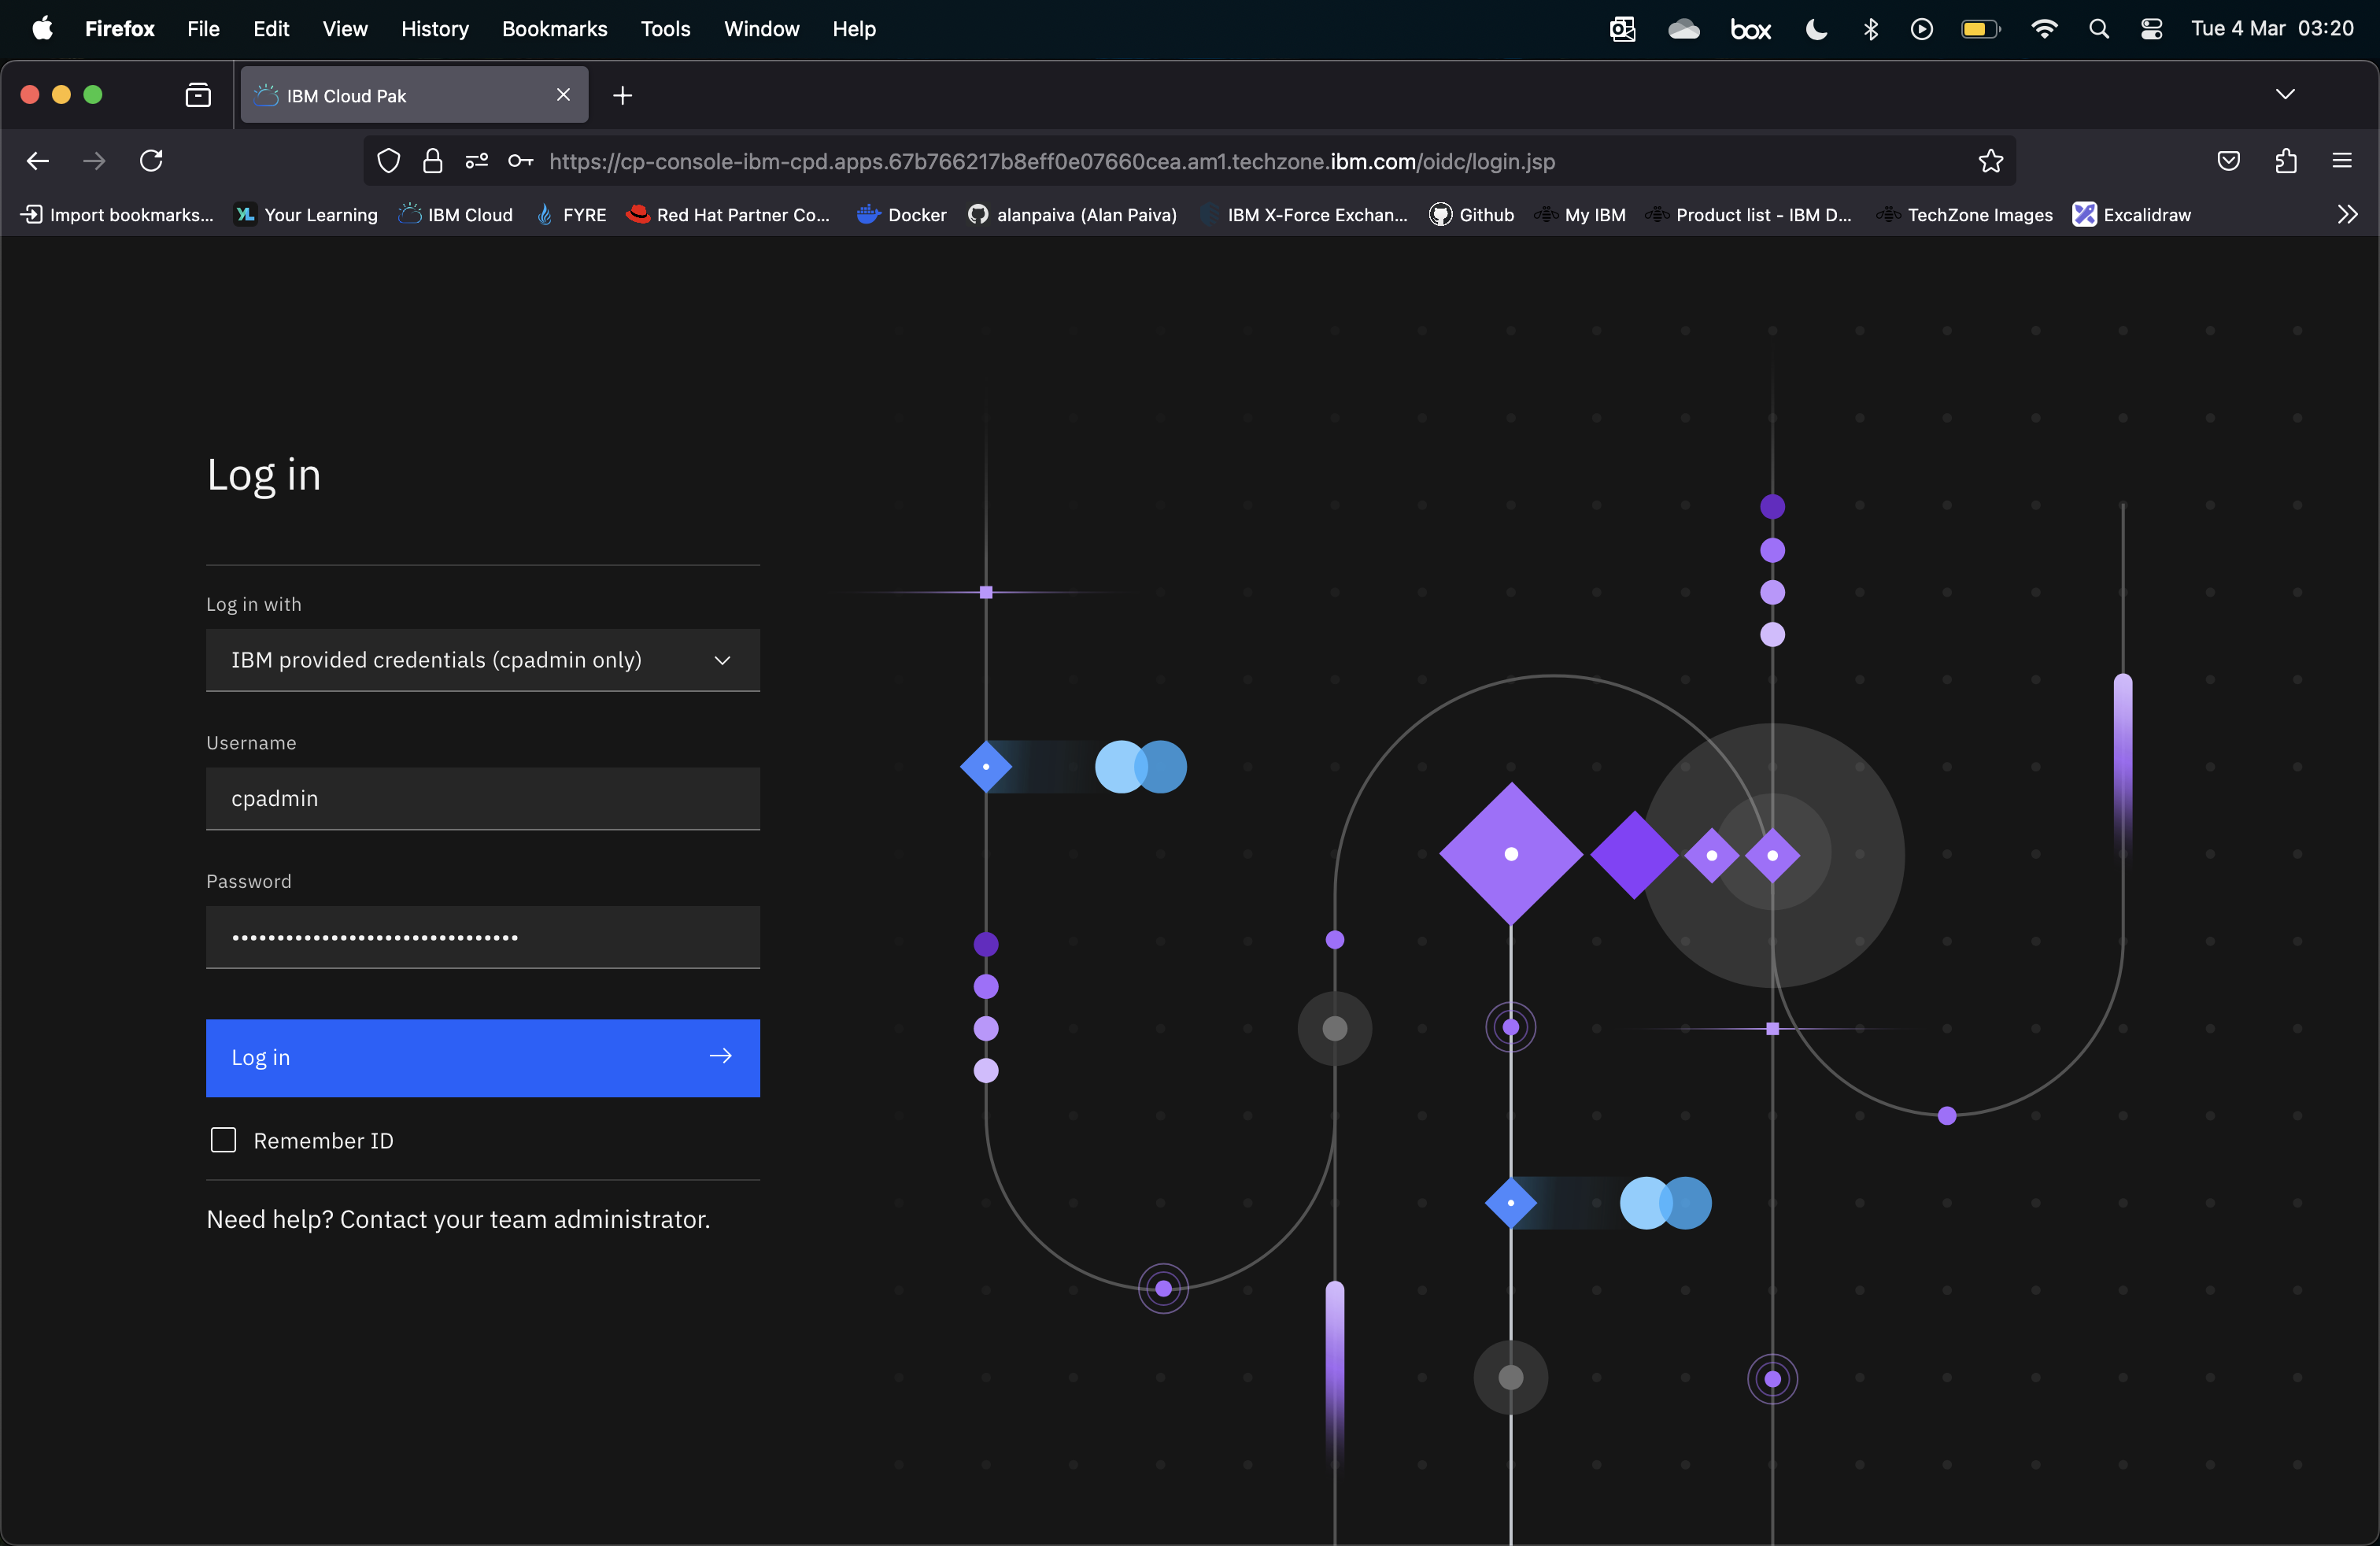 Firefox File Edit View History Bookmarks Tools Window Help box Tue 4 Mar 03:20
IBM Cloud Pak
https://cp-console-ibm-cpd.apps.67b766217b8eff0e07660cea.am1.techzone.ibm.com/oidc/login.jsp
Import bookmarks... YL Your Learning IBM Cloud FYRE Red Hat Partner Co... Docker alanpaiva (Alan Paiva) IBM X-Force Exchan... Github My IBM Product list - IBM D... TechZone Images Excalidraw
Log in
Log in with
IBM provided credentials (cpadmin only)
Username
cpadmin
Password
Log in
Remember ID
Need help? Contact your team administrator.